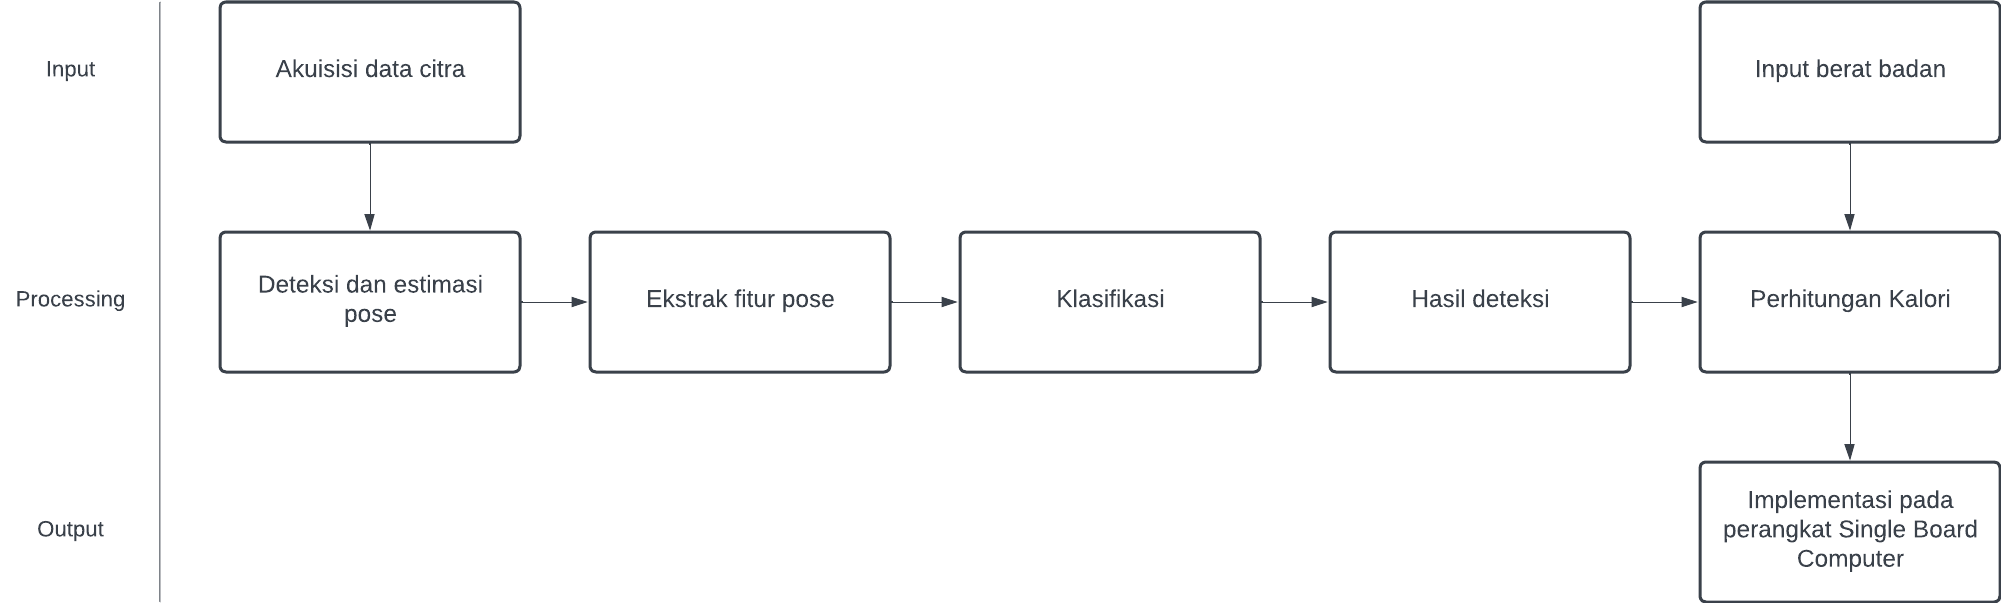 Input
Akuisisi data citra
Input berat badan
Processing
Deteksi dan estimasi
pose
Ekstrak fitur pose
Klasifikasi
Hasil deteksi
Perhitungan Kalori
Output
Implementasi pada
perangkat Single Board
Computer